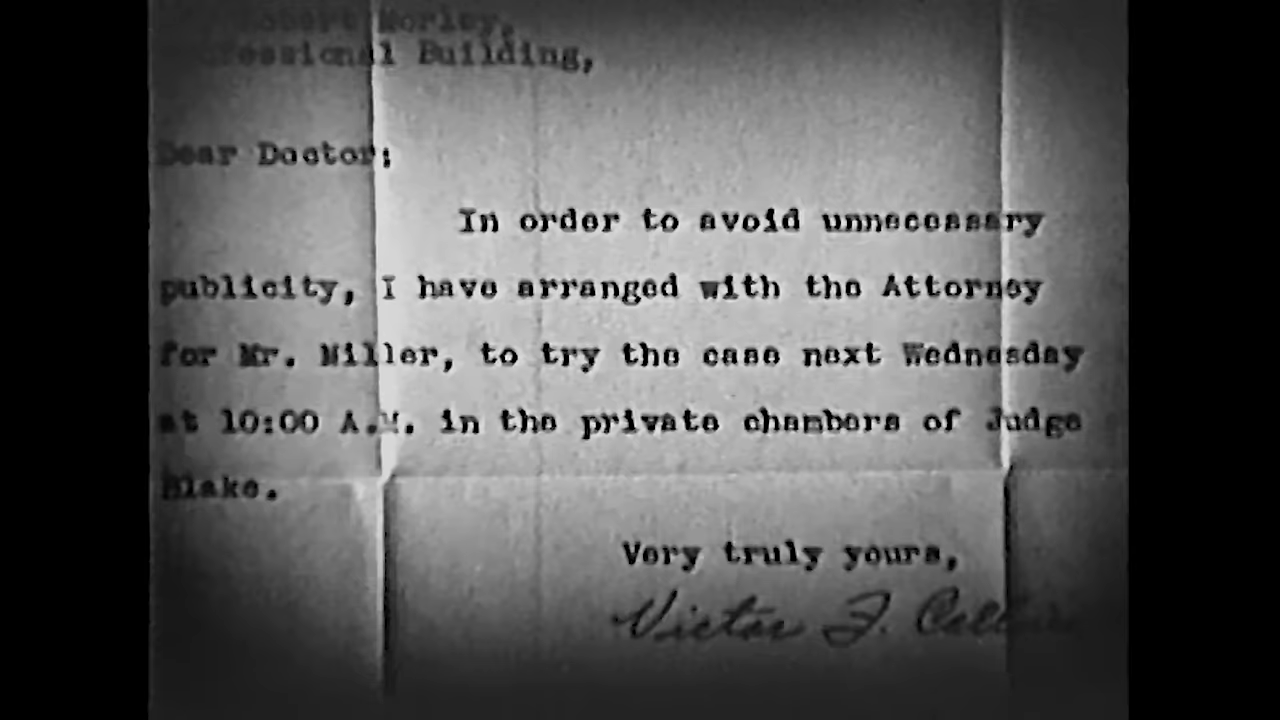 Robert Morley,
Professional Building,
Dear Doctor;
In order to avoid unnecessary
publicity, I have arranged with the Attorney
for Mr. Miller, to try the case next Wednesday
at 10:00 A.M. in the private chambers of Judge
Blake.
Very truly yours,
Victor F.